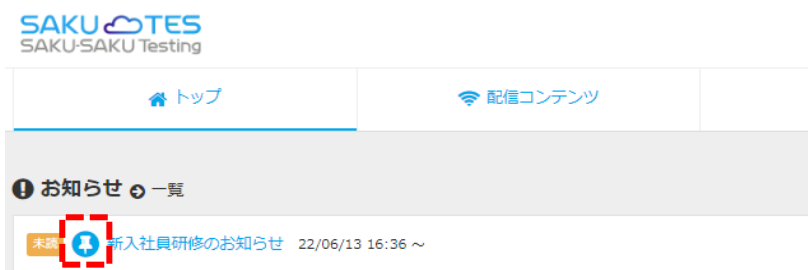 SAKU TES
SAKU-SAKU Testing
トップ
配信コンテンツ
お知らせ 一覧
未読 新入社員研修のお知らせ 22/06/13 16:36 ～